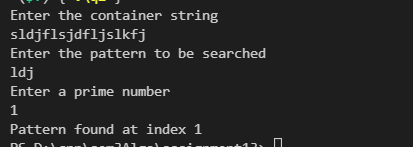 Enter the container string
sldjflsjdfljslkfj
Enter the pattern to be searched
ldj
Enter a prime number
1
Pattern found at index 1